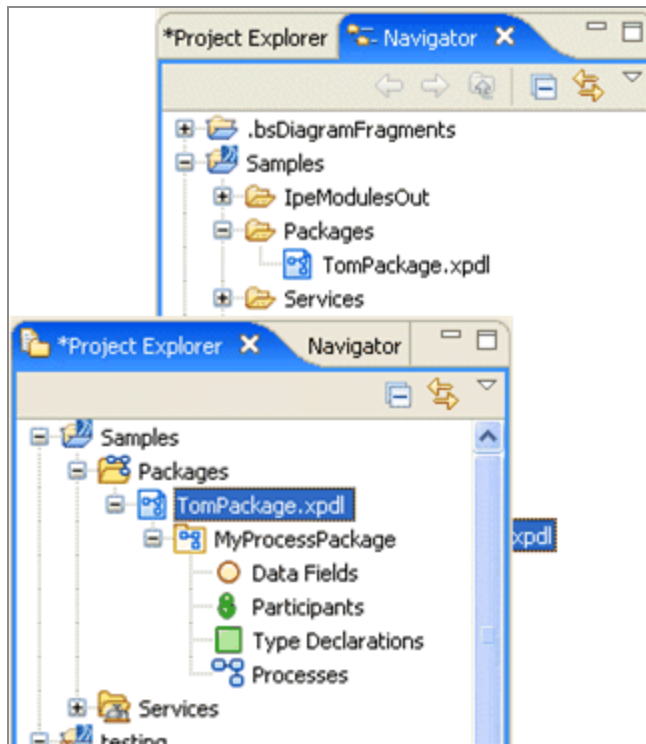 *Project Explorer Navigator
.bsDiagramFragments
Samples
IpeModulesOut
Packages
TomPackage.xpdl
Services
*Project Explorer Navigator
Samples
Packages
TomPackage.xpdl
MyProcessPackage
xpdl
Data Fields
Participants
Type Declarations
Processes
Services
testing